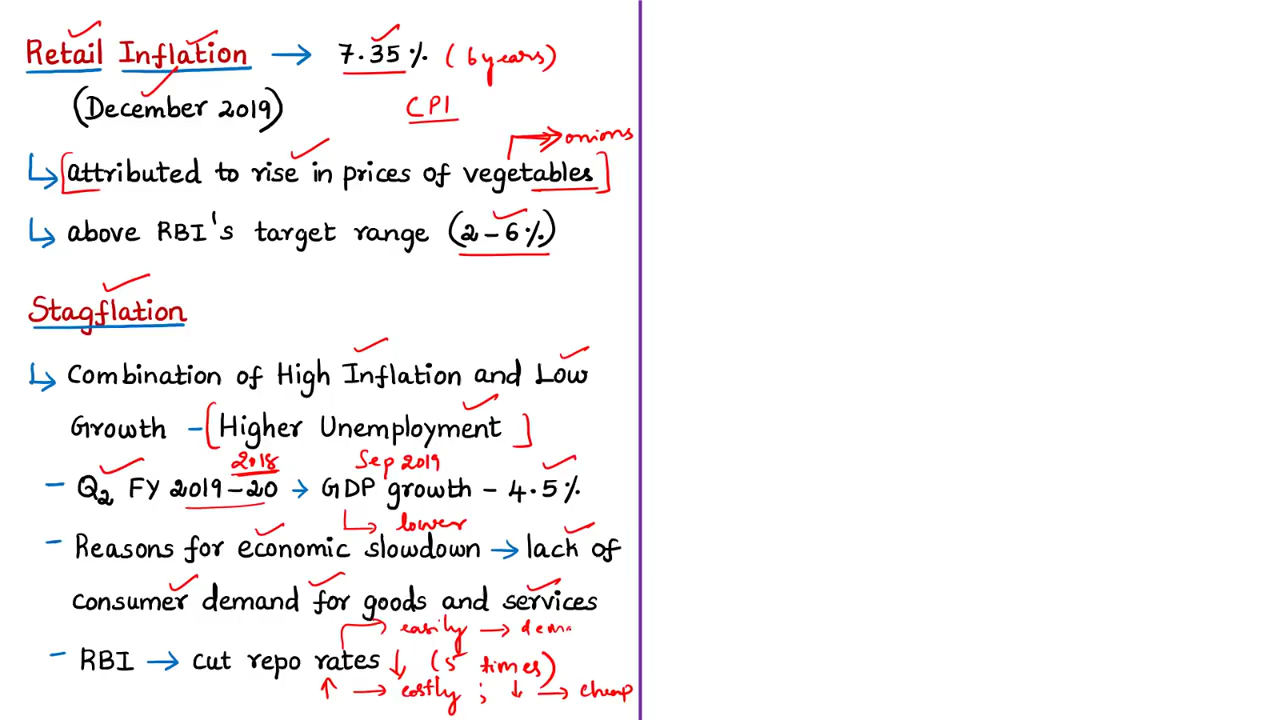 Retail Inflation → 7.35% (6 years)
(December 2019) CPI
onions
↳ [attributed to rise in prices of vegetables]
↳ above RBI's target range (2-6%)
Stagflation
↳ Combination of High Inflation and Low
Growth - [Higher Unemployment]
2018 Sep 2019
- Q2 FY 2019-20 → GDP growth - 4.5%
↳ lower
- Reasons for economic slowdown → lack of
consumer demand for goods and services
→ easily → dem
- RBI → cut repo rates ↓ (5 times)
↑ → costly ; ↓ → cheap